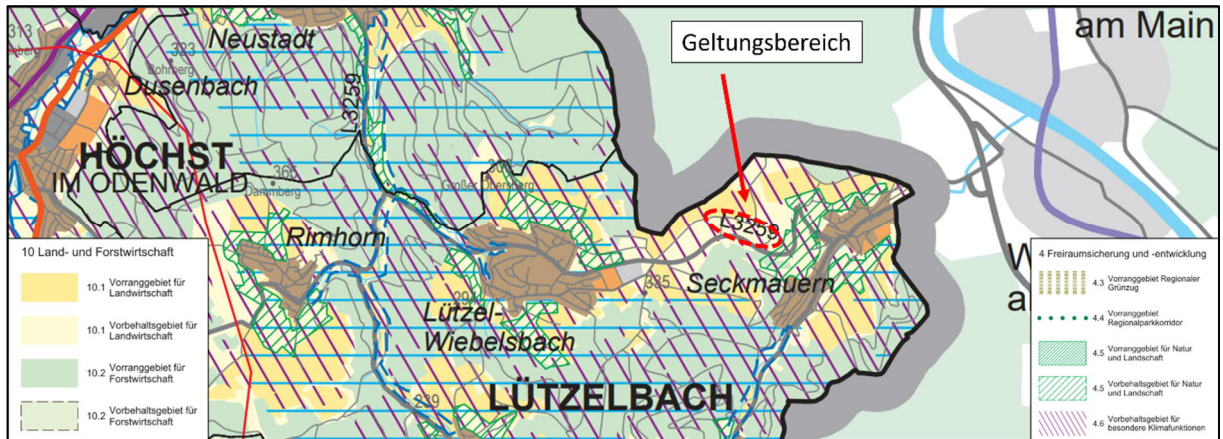 313
Neustadt
323
Bohrberg
Dusenbach
L3259
HÖCHST
IM ODENWALD
366
Dammberg
Großer Obersberg
Rimhorn
Geltungsbereich
am Main
L3259
Seckmauern
335
Lützel-
Wiebelsbach
LÜTZELBACH
239
W
al
10 Land- und Forstwirtschaft
10.1 Vorranggebiet für
Landwirtschaft
10.1 Vorbehaltsgebiet für
Landwirtschaft
10.2 Vorranggebiet für
Forstwirtschaft
10.2 Vorbehaltsgebiet für
Forstwirtschaft
4 Freiraumsicherung und -entwicklung
4.3 Vorranggebiet Regionaler
Grünzug
4.4 Vorranggebiet
Regionalparkkorridor
4.5 Vorranggebiet für Natur
und Landschaft
4.5 Vorbehaltsgebiet für Natur
und Landschaft
4.6 Vorbehaltsgebiet für
besondere Klimafunktionen